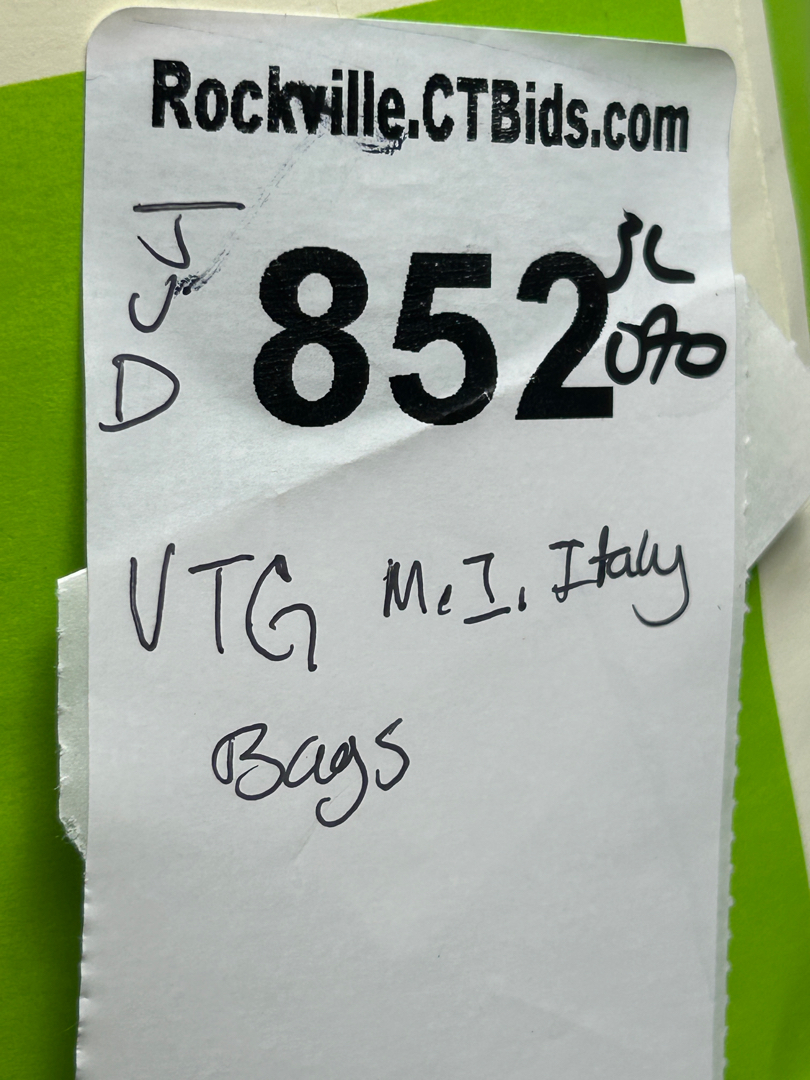 Rockville.CTBids.com
852
D
VTG M.I. Italy
Bags